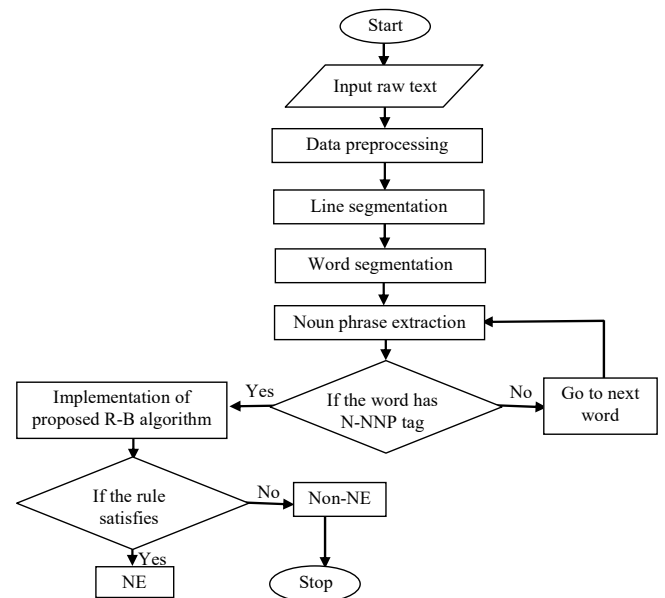 Start
Input raw text
Data preprocessing
Line segmentation
Word segmentation
Noun phrase extraction
If the word has
N-NNP tag
Yes
No
Implementation of
proposed R-B algorithm
Go to next
word
If the rule
satisfies
No
Non-NE
Yes
NE
Stop